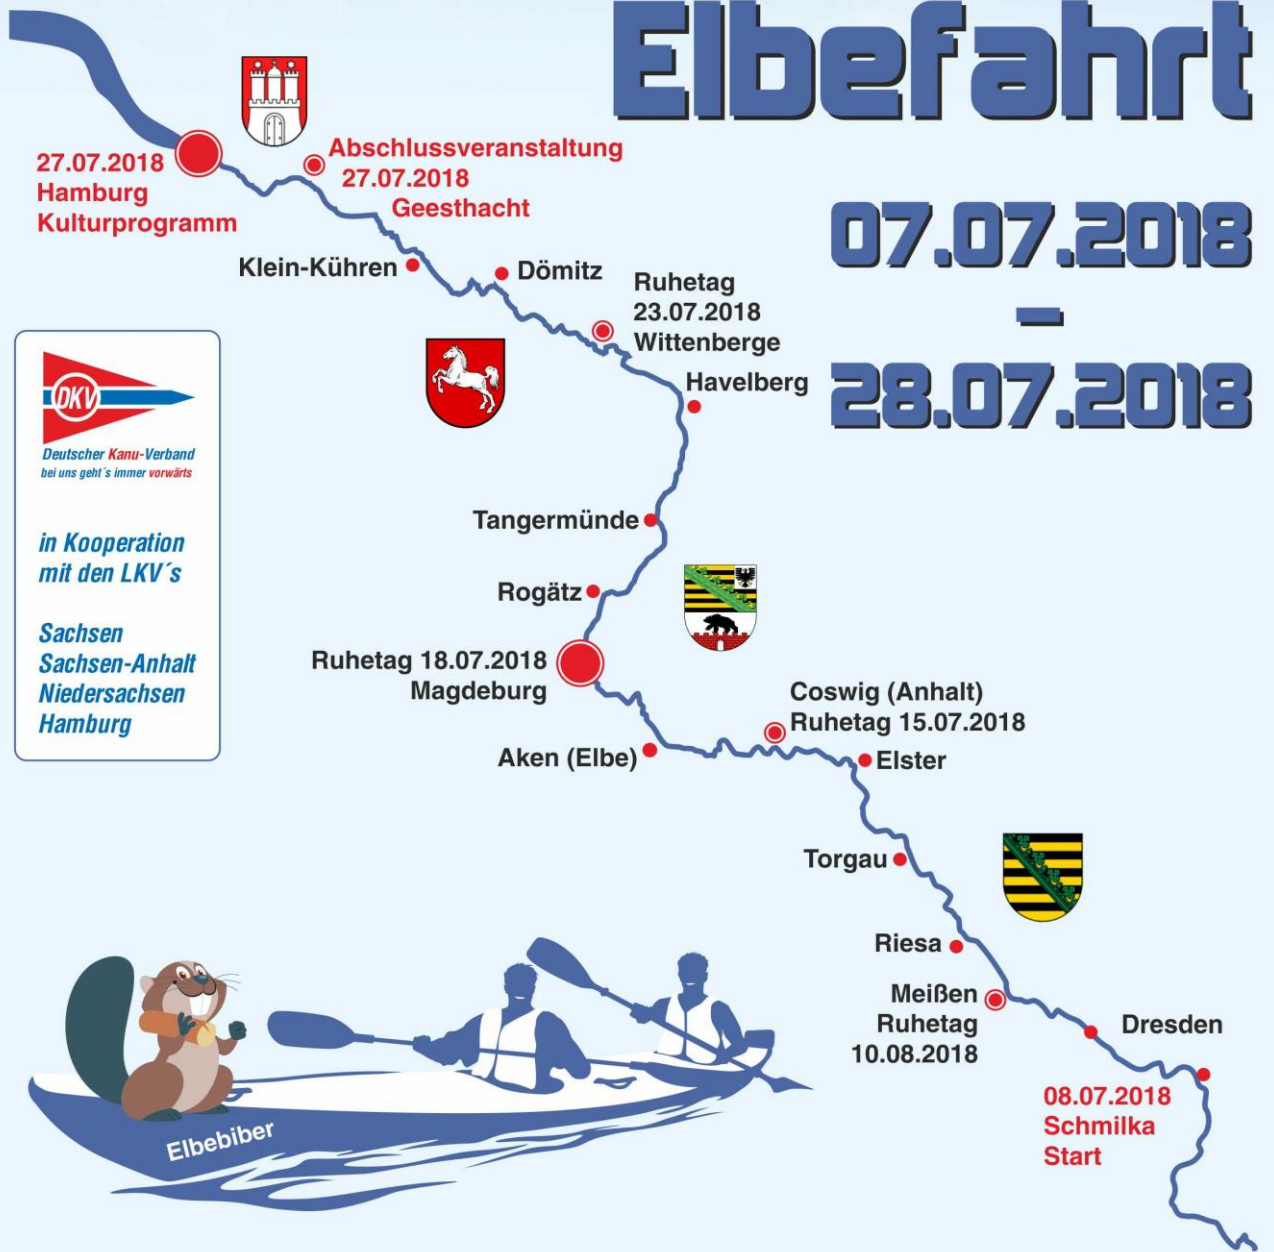 Elbefahrt
07.07.2018
–
28.07.2018
27.07.2018
Hamburg
Kulturprogramm
Abschlussveranstaltung
27.07.2018
Geesthacht
Klein-Kühren
Dömitz
Ruhetag
23.07.2018
Wittenberge
Havelberg
DKV
Deutscher Kanu-Verband
bei uns geht´s immer vorwärts
in Kooperation
mit den LKV´s
Sachsen
Sachsen-Anhalt
Niedersachsen
Hamburg
Tangermünde
Rogätz
Ruhetag 18.07.2018
Magdeburg
Coswig (Anhalt)
Ruhetag 15.07.2018
Aken (Elbe)
Elster
Torgau
Riesa
Meißen
Ruhetag
10.08.2018
Dresden
08.07.2018
Schmilka
Start
Elbebiber